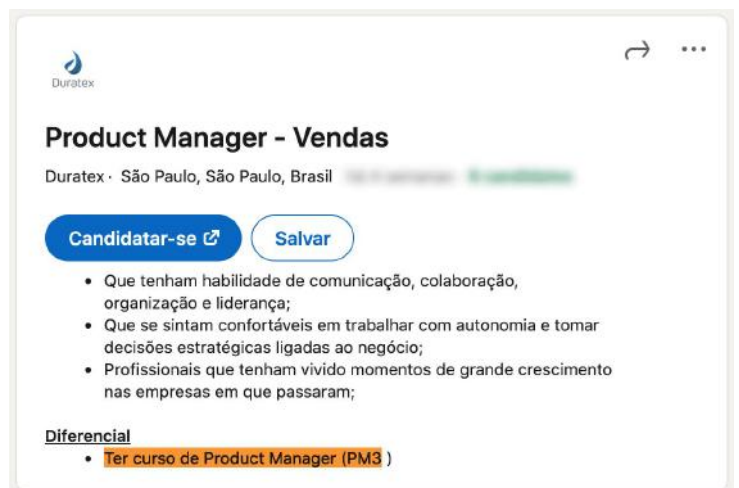 Duratex
Product Manager - Vendas
Duratex · São Paulo, São Paulo, Brasil
Candidatar-se
Salvar
• Que tenham habilidade de comunicação, colaboração,
organização e liderança;
• Que se sintam confortáveis em trabalhar com autonomia e tomar
decisões estratégicas ligadas ao negócio;
• Profissionais que tenham vivido momentos de grande crescimento
nas empresas em que passaram;
Diferencial
• Ter curso de Product Manager (PM3 )